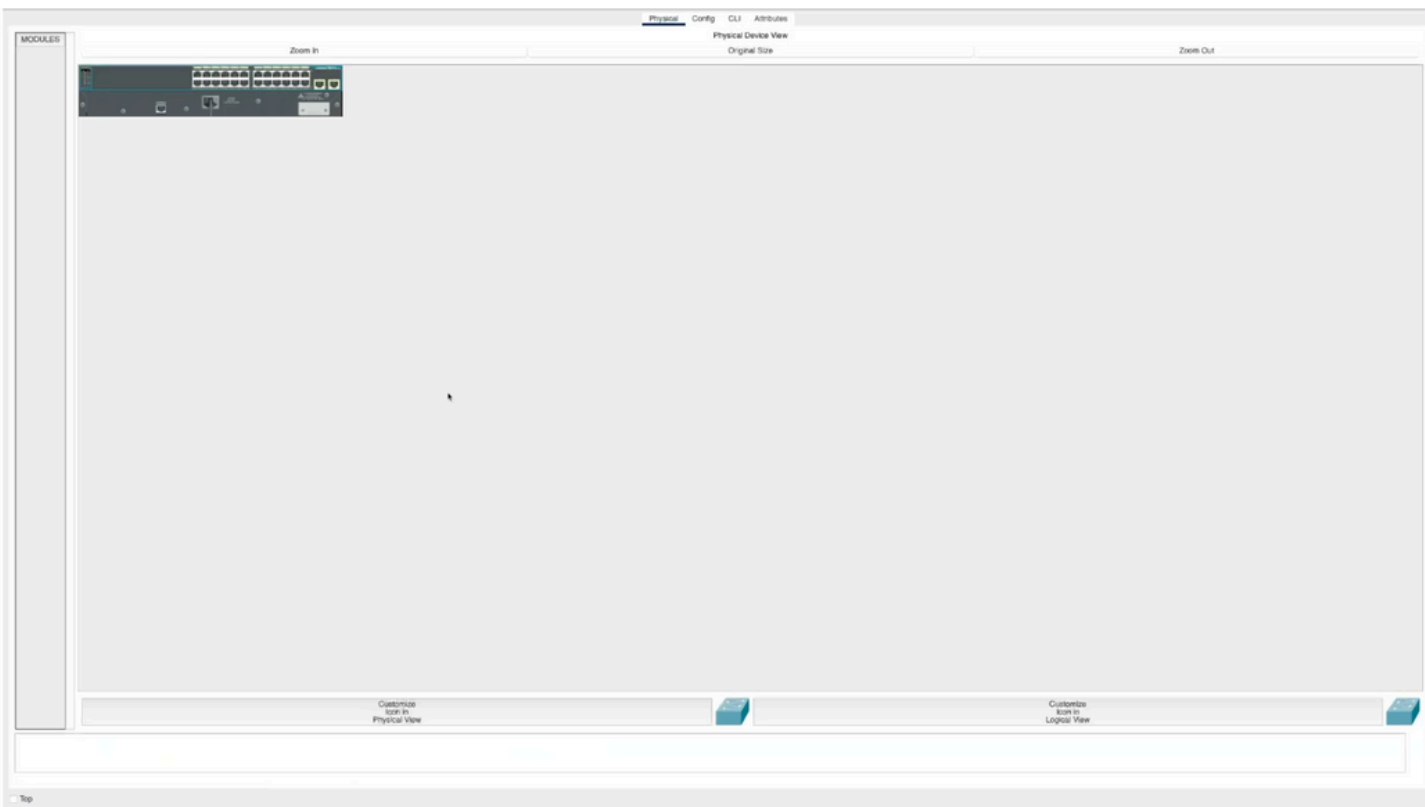 Physical Config CLI Attributes
MODULES
Physical Device View
Zoom In Original Size Zoom Out
Customize
Icon in
Physical View
Customize
Icon in
Logical View
Top